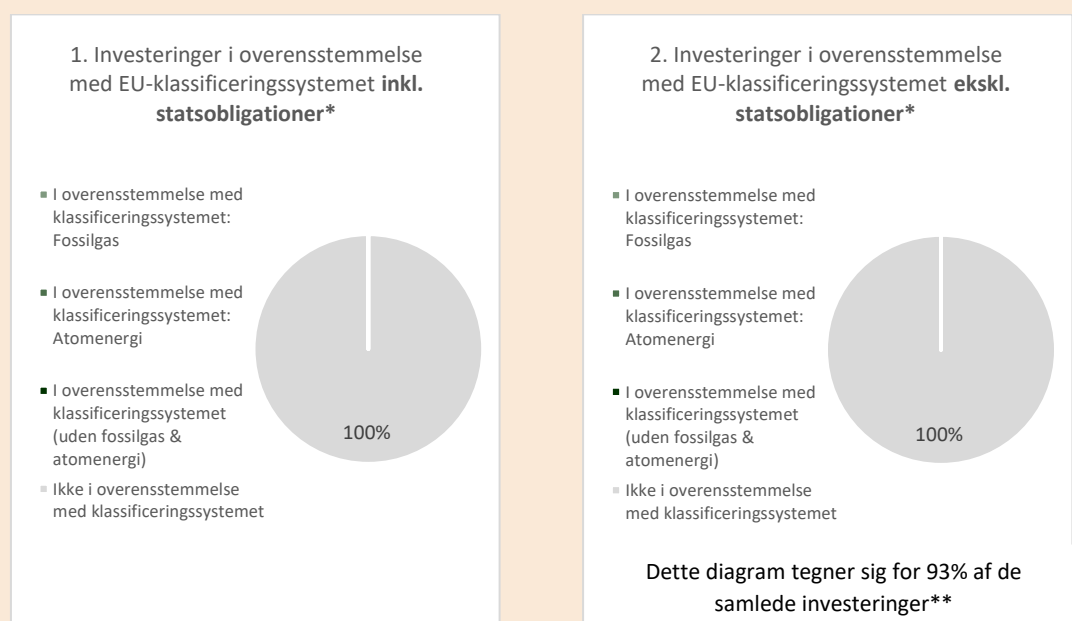 1. Investeringer i overensstemmelse
med EU-klassificeringssystemet inkl.
statsobligationer*
I overensstemmelse med
klassificeringssystemet:
Fossilgas
I overensstemmelse med
klassificeringssystemet:
Atomenergi
I overensstemmelse med
klassificeringssystemet
(uden fossilgas &
atomenergi)
Ikke i overensstemmelse
med klassificeringssystemet
100%
2. Investeringer i overensstemmelse
med EU-klassificeringssystemet ekskl.
statsobligationer*
I overensstemmelse med
klassificeringssystemet:
Fossilgas
I overensstemmelse med
klassificeringssystemet:
Atomenergi
I overensstemmelse med
klassificeringssystemet
(uden fossilgas &
atomenergi)
Ikke i overensstemmelse
med klassificeringssystemet
100%
Dette diagram tegner sig for 93% af de
samlede investeringer**